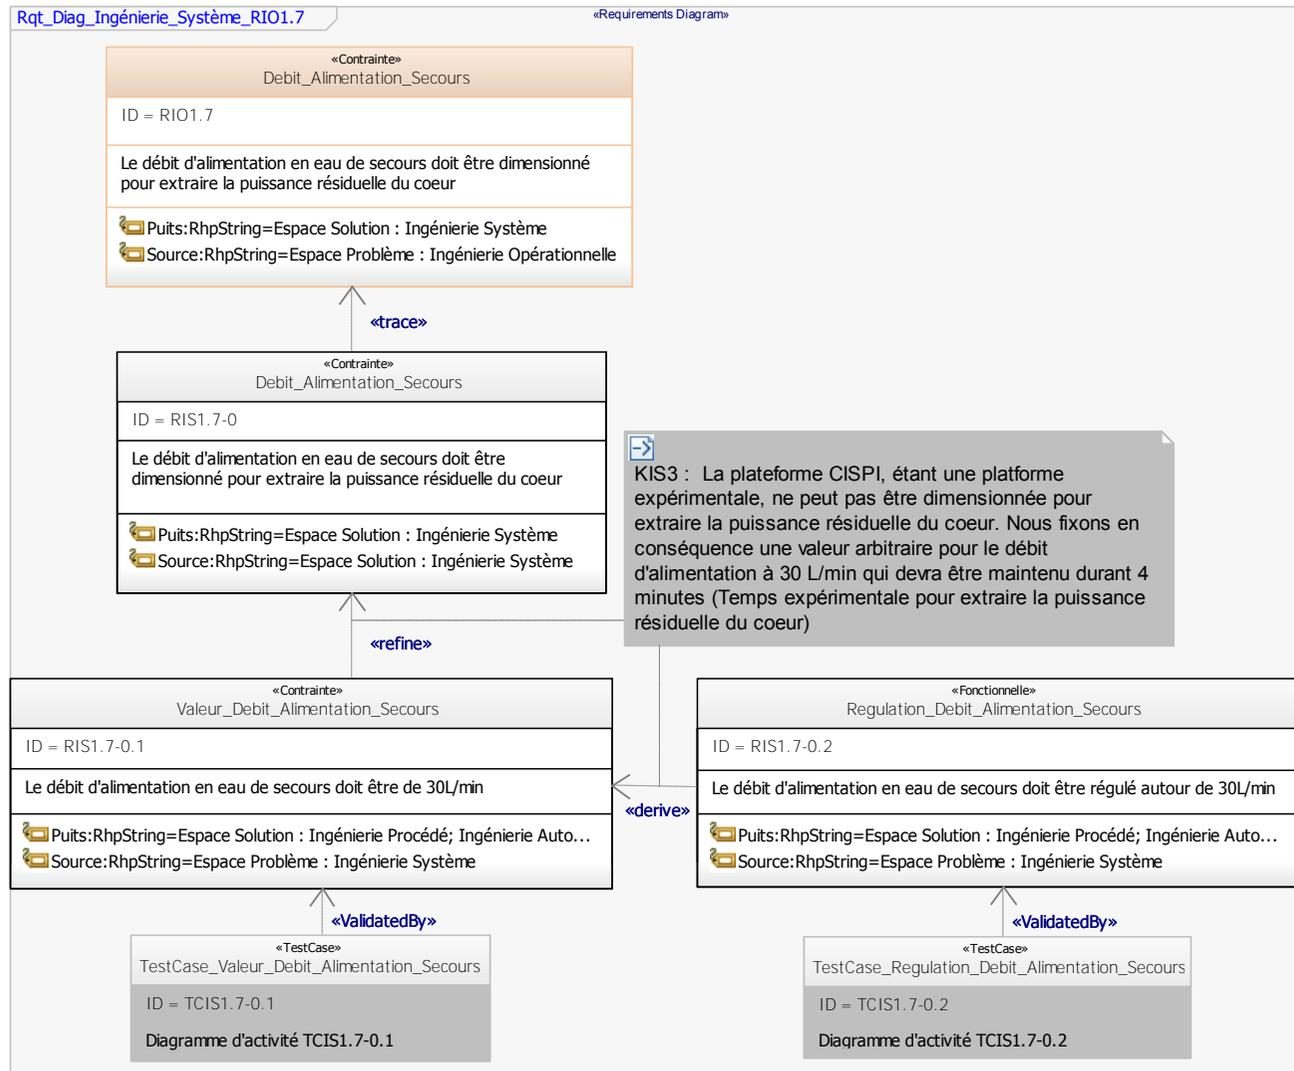 Rqt_Diag_Ingénierie_Système_RIO1.7
«Requirements Diagram»
«Contrainte»
Debit_Alimentation_Secours
ID = RIO1.7
Le débit d'alimentation en eau de secours doit être dimensionné
pour extraire la puissance résiduelle du coeur
Puits:RhpString=Espace Solution : Ingénierie Système
Source:RhpString=Espace Problème : Ingénierie Opérationnelle
«trace»
«Contrainte»
Debit_Alimentation_Secours
ID = RIS1.7-0
Le débit d'alimentation en eau de secours doit être
dimensionné pour extraire la puissance résiduelle du coeur
Puits:RhpString=Espace Solution : Ingénierie Système
Source:RhpString=Espace Solution : Ingénierie Système
KIS3 :  La plateforme CISPI, étant une platforme
expérimentale, ne peut pas être dimensionnée pour
extraire la puissance résiduelle du coeur. Nous fixons en
conséquence une valeur arbitraire pour le débit
d'alimentation à 30 L/min qui devra être maintenu durant 4
minutes (Temps expérimentale pour extraire la puissance
résiduelle du coeur)
«refine»
«Contrainte»
Valeur_Debit_Alimentation_Secours
ID = RIS1.7-0.1
Le débit d'alimentation en eau de secours doit être de 30L/min
Puits:RhpString=Espace Solution : Ingénierie Procédé; Ingénierie Auto...
Source:RhpString=Espace Problème : Ingénierie Système
«derive»
«Fonctionnelle»
Regulation_Debit_Alimentation_Secours
ID = RIS1.7-0.2
Le débit d'alimentation en eau de secours doit être régulé autour de 30L/min
Puits:RhpString=Espace Solution : Ingénierie Procédé; Ingénierie Auto...
Source:RhpString=Espace Problème : Ingénierie Système
«ValidatedBy»
«TestCase»
TestCase_Valeur_Debit_Alimentation_Secours
ID = TCIS1.7-0.1
Diagramme d'activité TCIS1.7-0.1
«ValidatedBy»
«TestCase»
TestCase_Regulation_Debit_Alimentation_Secours
ID = TCIS1.7-0.2
Diagramme d'activité TCIS1.7-0.2